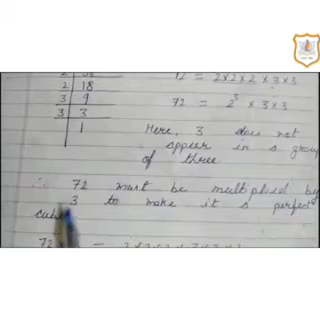 72 = 2×2×2×3×3
2 | 18
3 | 9
72 = 2³ × 3 × 3
3 | 3
1
Here, 3 does not
appear in a group
of three
∴ 72 must be multiplied by
3 to make it a perfect
cube
72 =